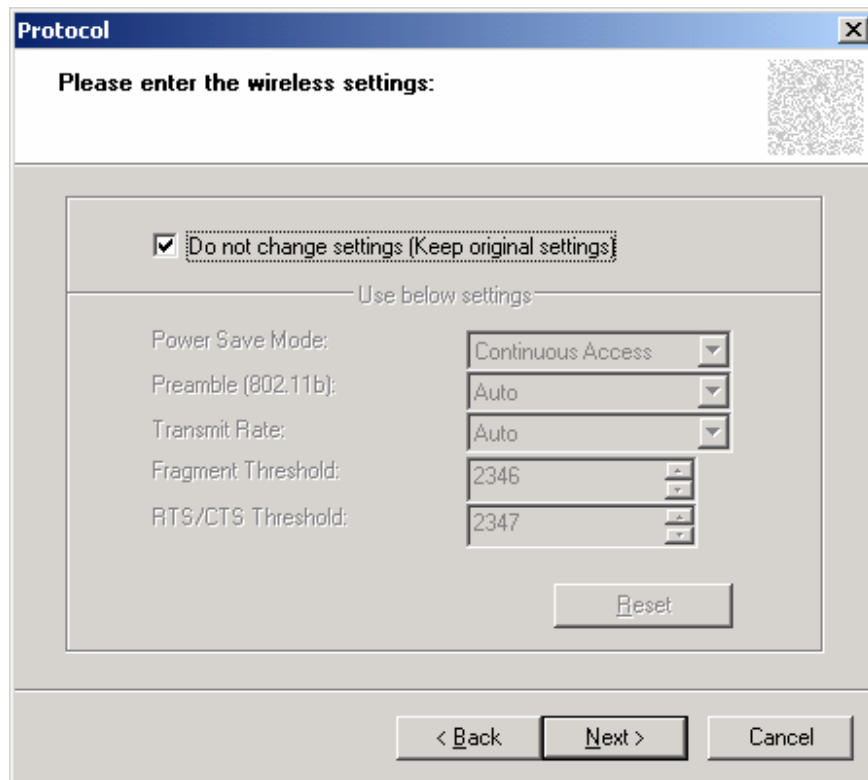 Protocol
Please enter the wireless settings:
Do not change settings (Keep original settings)
Use below settings
Power Save Mode: Continuous Access
Preamble (802.11b): Auto
Transmit Rate: Auto
Fragment Threshold: 2346
RTS/CTS Threshold: 2347
Reset
< Back Next > Cancel